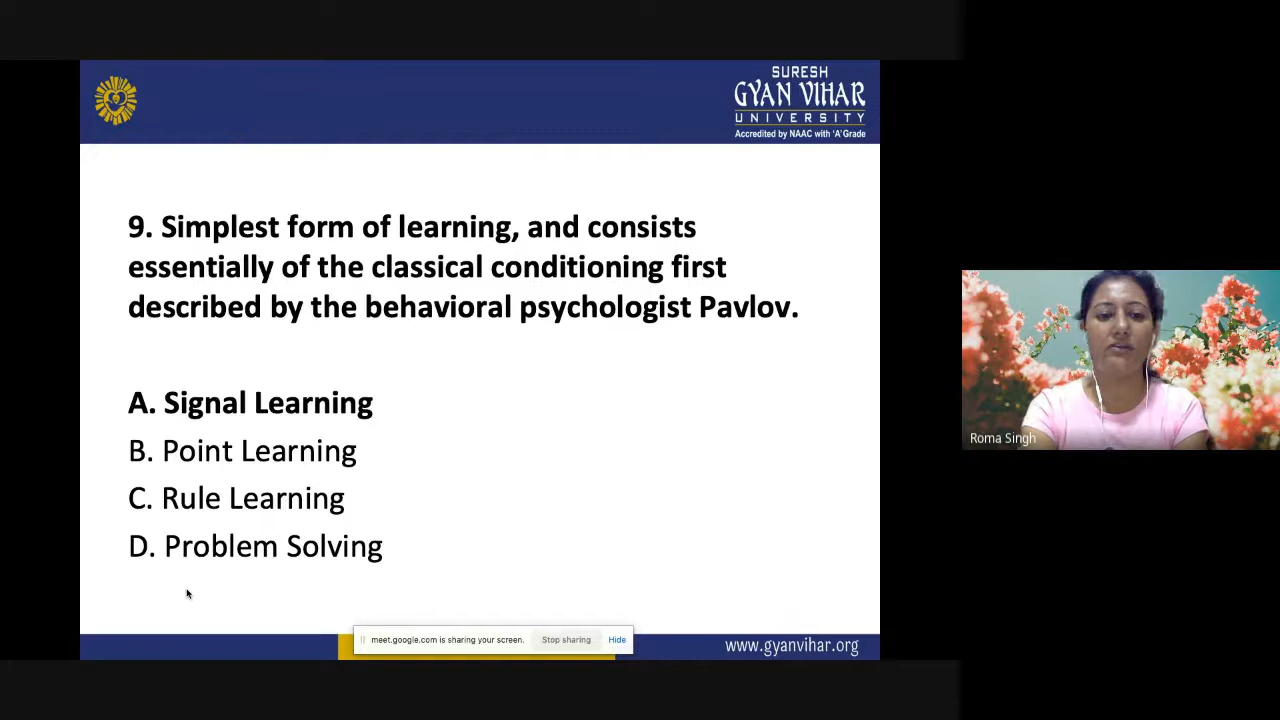 SURESH
GYAN VIHAR
UNIVERSITY
Accredited by NAAC with 'A' Grade
9. Simplest form of learning, and consists
essentially of the classical conditioning first
described by the behavioral psychologist Pavlov.
A. Signal Learning
B. Point Learning
C. Rule Learning
D. Problem Solving
Roma Singh
meet.google.com is sharing your screen. Stop sharing Hide
www.gyanvihar.org